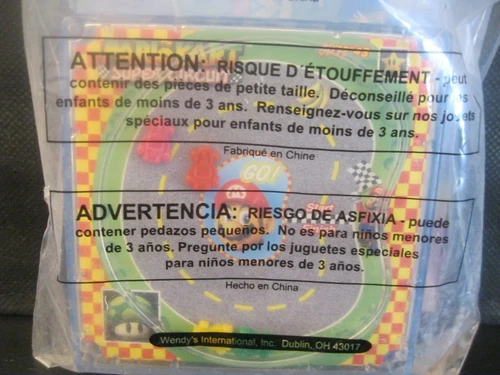 ATTENTION: RISQUE D´ÉTOUFFEMENT - peut
contenir des pièces de petite taille. Déconseillé pour les
enfants de moins de 3 ans. Renseignez-vous sur nos jouets
spéciaux pour enfants de moins de 3 ans.
Fabriqué en Chine
GO!
Start
ADVERTENCIA: RIESGO DE ASFIXIA - puede
contener pedazos pequeños. No es para niños menores
de 3 años. Pregunte por los juguetes especiales
para niños menores de 3 años.
Hecho en China
Wendy's International, Inc. Dublin, OH 43017